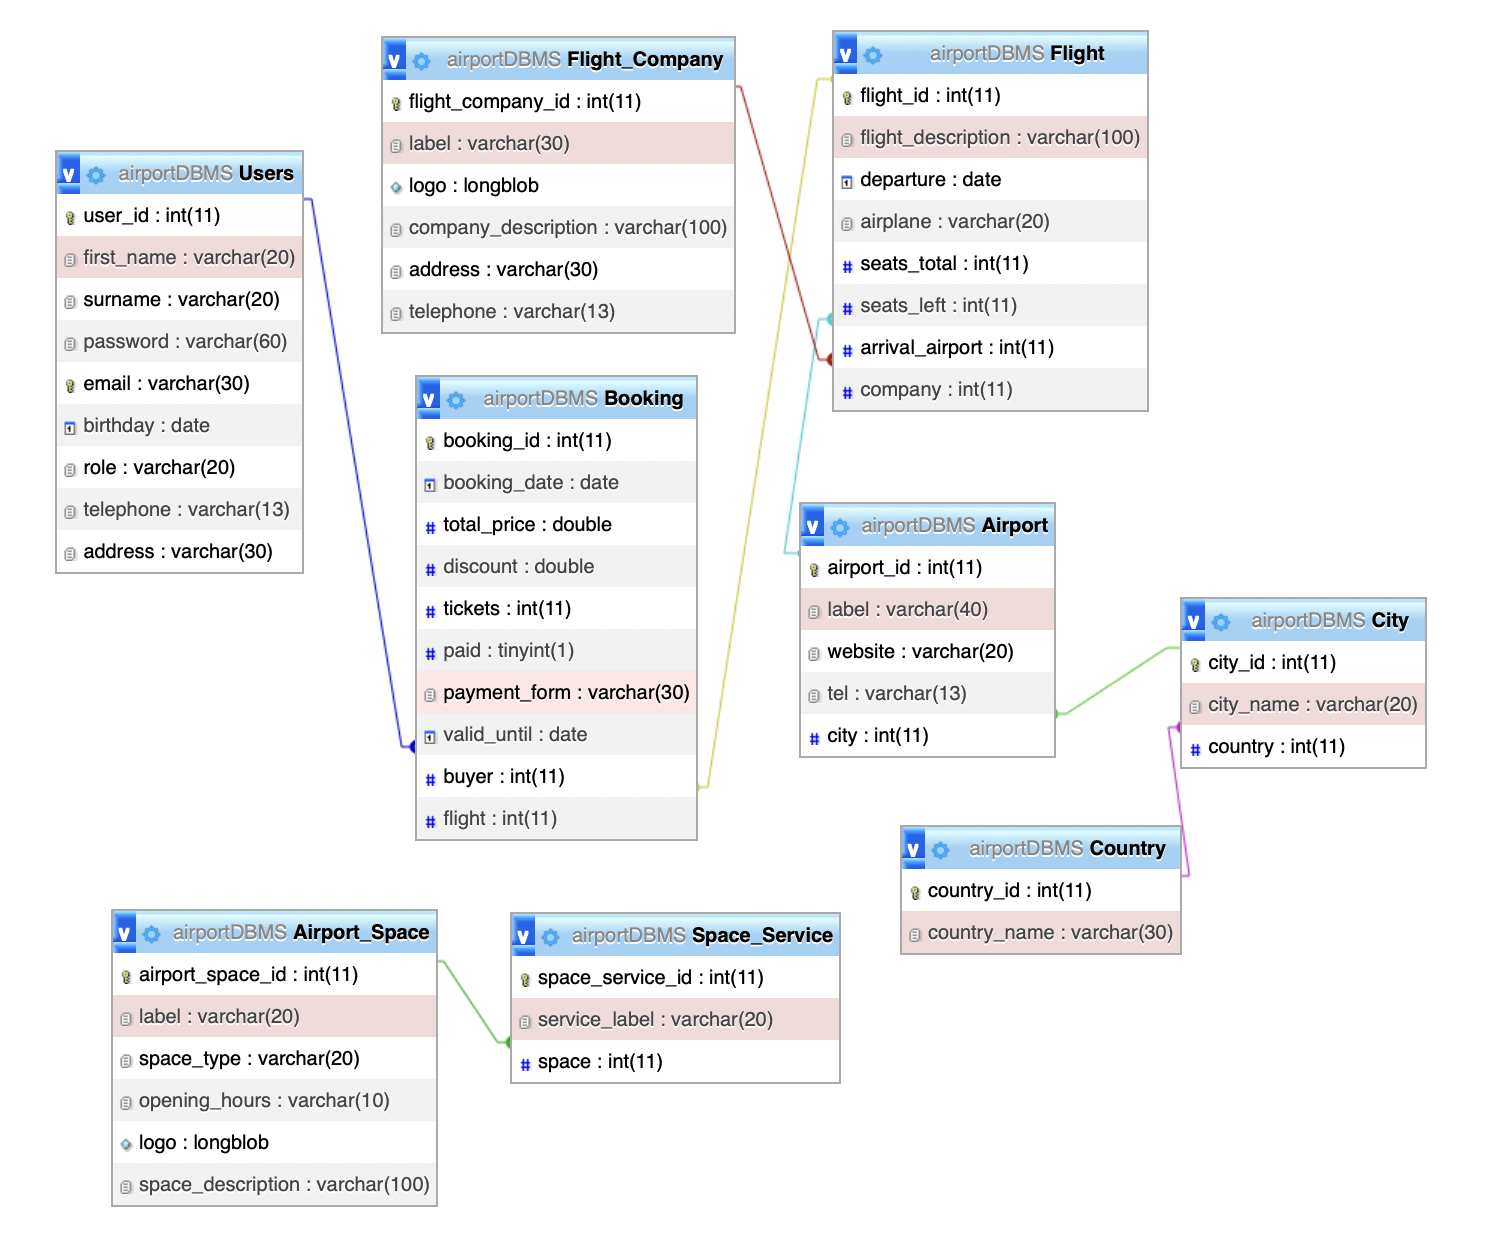 airportDBMS Users
user_id : int(11)
first_name : varchar(20)
surname : varchar(20)
password : varchar(60)
email : varchar(30)
birthday : date
role : varchar(20)
telephone : varchar(13)
address : varchar(30)
airportDBMS Flight_Company
flight_company_id : int(11)
label : varchar(30)
logo : longblob
company_description : varchar(100)
address : varchar(30)
telephone : varchar(13)
airportDBMS Flight
flight_id : int(11)
flight_description : varchar(100)
departure : date
airplane : varchar(20)
seats_total : int(11)
seats_left : int(11)
arrival_airport : int(11)
company : int(11)
airportDBMS Booking
booking_id : int(11)
booking_date : date
total_price : double
discount : double
tickets : int(11)
paid : tinyint(1)
payment_form : varchar(30)
valid_until : date
buyer : int(11)
flight : int(11)
airportDBMS Airport
airport_id : int(11)
label : varchar(40)
website : varchar(20)
tel : varchar(13)
city : int(11)
airportDBMS City
city_id : int(11)
city_name : varchar(20)
country : int(11)
airportDBMS Country
country_id : int(11)
country_name : varchar(30)
airportDBMS Airport_Space
airport_space_id : int(11)
label : varchar(20)
space_type : varchar(20)
opening_hours : varchar(10)
logo : longblob
space_description : varchar(100)
airportDBMS Space_Service
space_service_id : int(11)
service_label : varchar(20)
space : int(11)